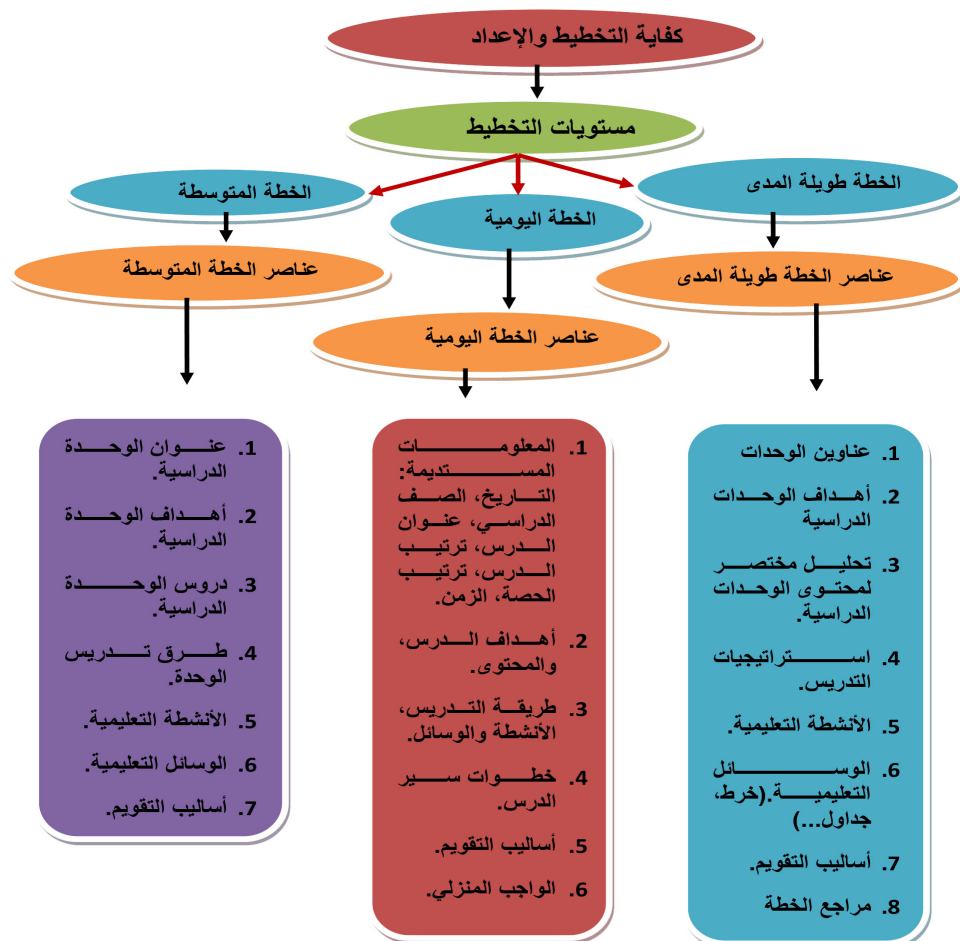 كفاية التخطيط والإعداد
مستويات التخطيط
الخطة طويلة المدى
الخطة اليومية
الخطة المتوسطة
عناصر الخطة طويلة المدى
عناصر الخطة اليومية
عناصر الخطة المتوسطة
1. عناوين الوحدات
2. أهداف الوحدات
الدراسية
3. تحليل مختصر
لمحتوى الوحدات
الدراسية.
4. استراتيجيات
التدريس.
5. الأنشطة التعليمية.
6. الوسائل
التعليمية.(خرط،
جداول...)
7. أساليب التقويم.
8. مراجع الخطة
1. المعلومات
المستديمة:
التاريخ، الصف
الدراسي، عنوان
الدرس، ترتيب
الدرس، ترتيب
الحصة، الزمن.
2. أهداف الدرس،
والمحتوى.
3. طريقة التدريس،
الأنشطة والوسائل.
4. خطوات سير
الدرس.
5. أساليب التقويم.
6. الواجب المنزلي.
1. عنوان الوحدة
الدراسية.
2. أهداف الوحدة
الدراسية.
3. دروس الوحدة
الدراسية.
4. طرق تدريس
الوحدة.
5. الأنشطة التعليمية.
6. الوسائل التعليمية.
7. أساليب التقويم.